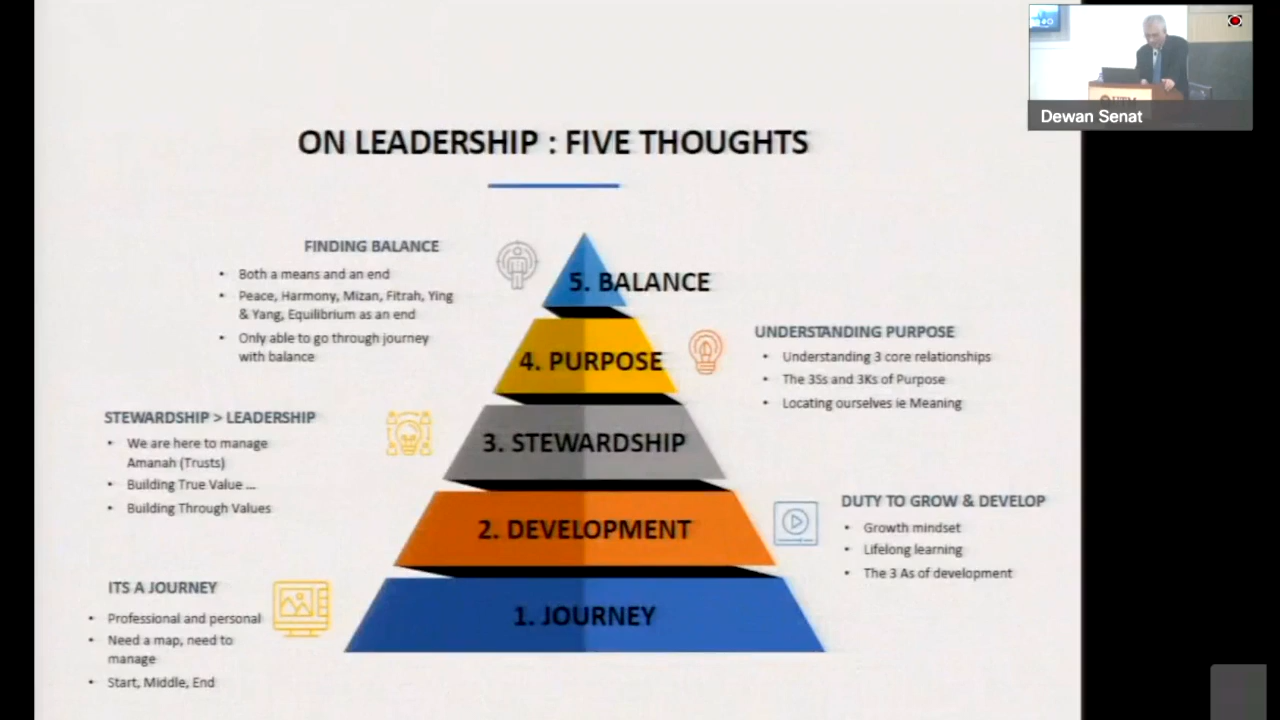 ON LEADERSHIP : FIVE THOUGHTS
FINDING BALANCE
• Both a means and an end
• Peace, Harmony, Mizan, Fitrah, Ying
& Yang, Equilibrium as an end
• Only able to go through journey
with balance
5. BALANCE
UNDERSTANDING PURPOSE
• Understanding 3 core relationships
• The 3Ss and 3Ks of Purpose
• Locating ourselves ie Meaning
4. PURPOSE
STEWARDSHIP > LEADERSHIP
• We are here to manage
Amanah (Trusts)
• Building True Value ...
• Building Through Values
3. STEWARDSHIP
DUTY TO GROW & DEVELOP
• Growth mindset
• Lifelong learning
• The 3 As of development
2. DEVELOPMENT
ITS A JOURNEY
• Professional and personal
• Need a map, need to
manage
• Start, Middle, End
1. JOURNEY
UTM
Dewan Senat